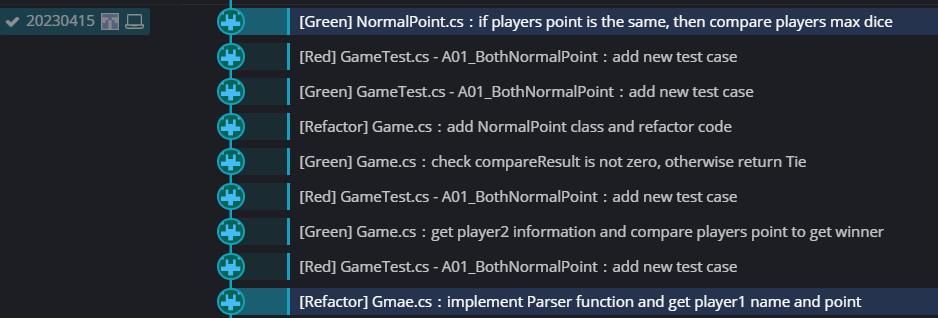 20230415
[Green] NormalPoint.cs : if players point is the same, then compare players max dice
[Red] GameTest.cs - A01_BothNormalPoint : add new test case
[Green] GameTest.cs - A01_BothNormalPoint : add new test case
[Refactor] Game.cs : add NormalPoint class and refactor code
[Green] Game.cs : check compareResult is not zero, otherwise return Tie
[Red] GameTest.cs - A01_BothNormalPoint : add new test case
[Green] Game.cs : get player2 information and compare players point to get winner
[Red] GameTest.cs - A01_BothNormalPoint : add new test case
[Refactor] Gmae.cs : implement Parser function and get player1 name and point